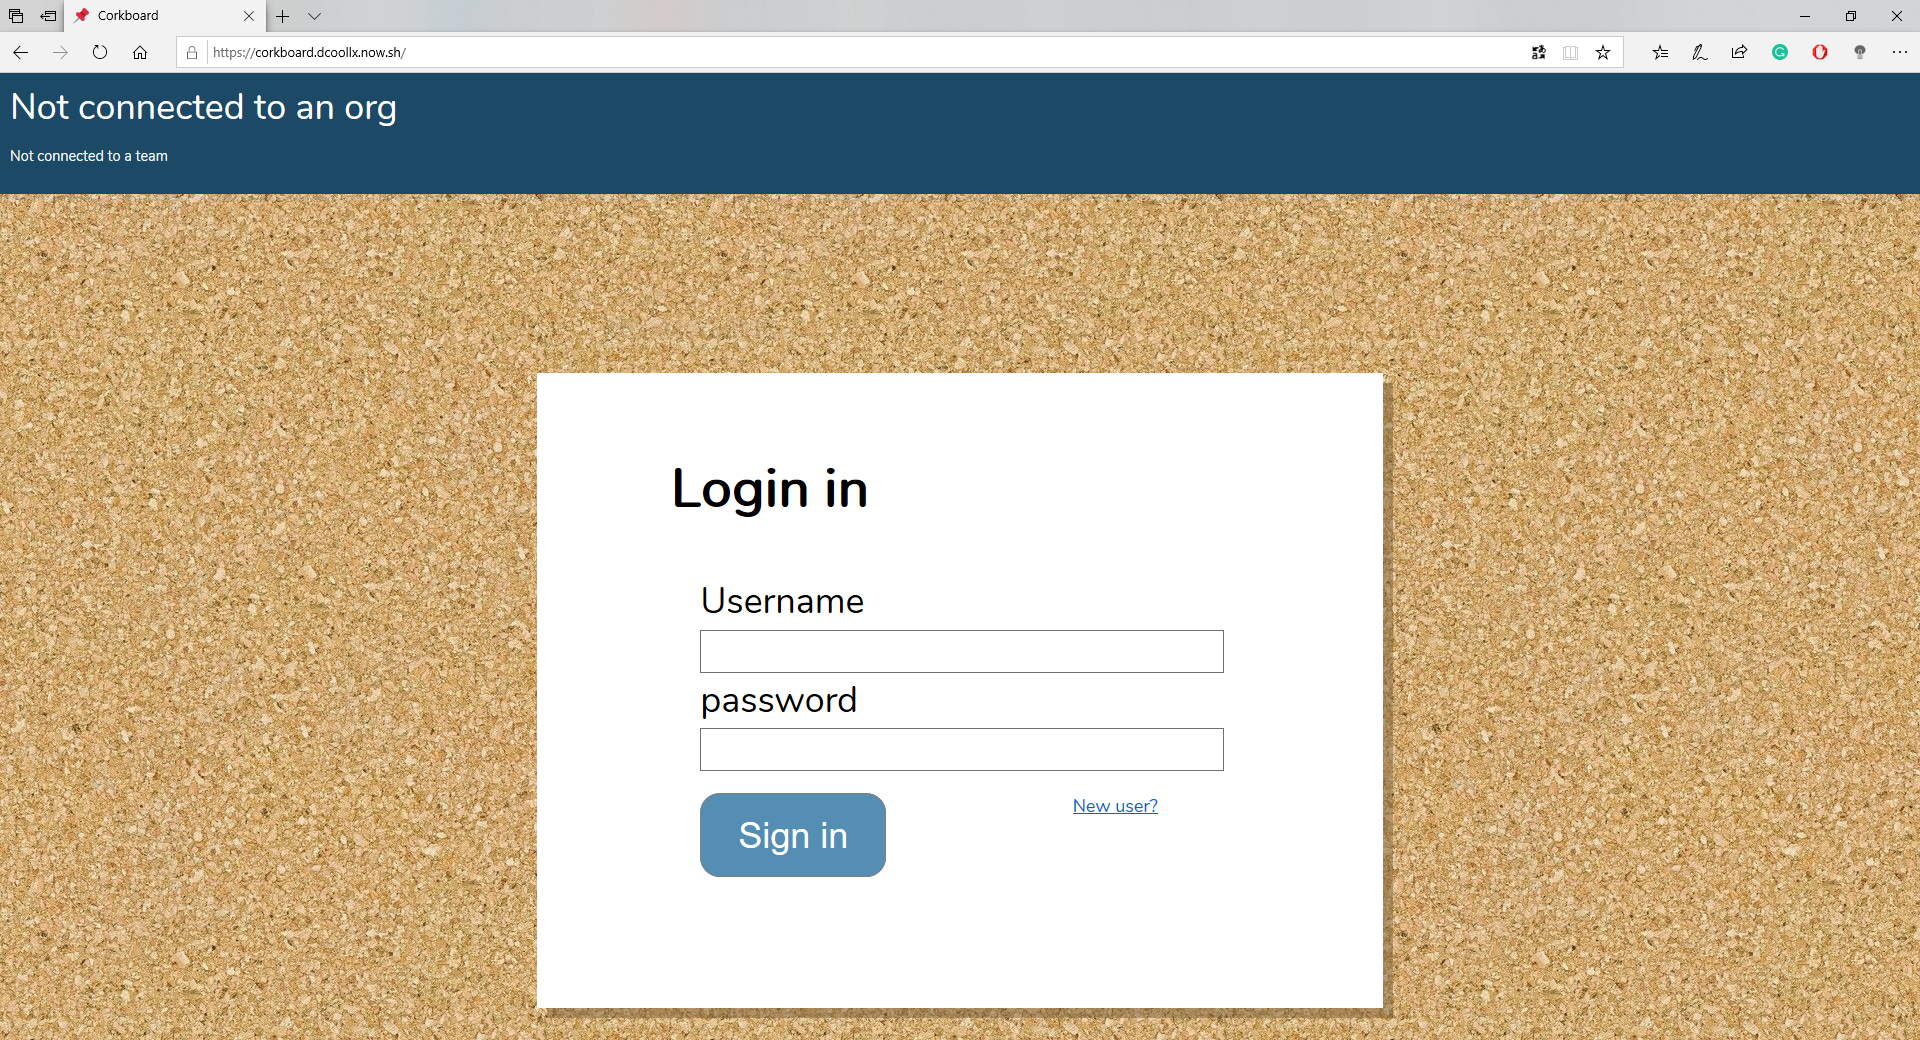 Corkboard
https://corkboard.dcoollx.now.sh/
Not connected to an org
Not connected to a team
Login in
Username
password
Sign in
New user?